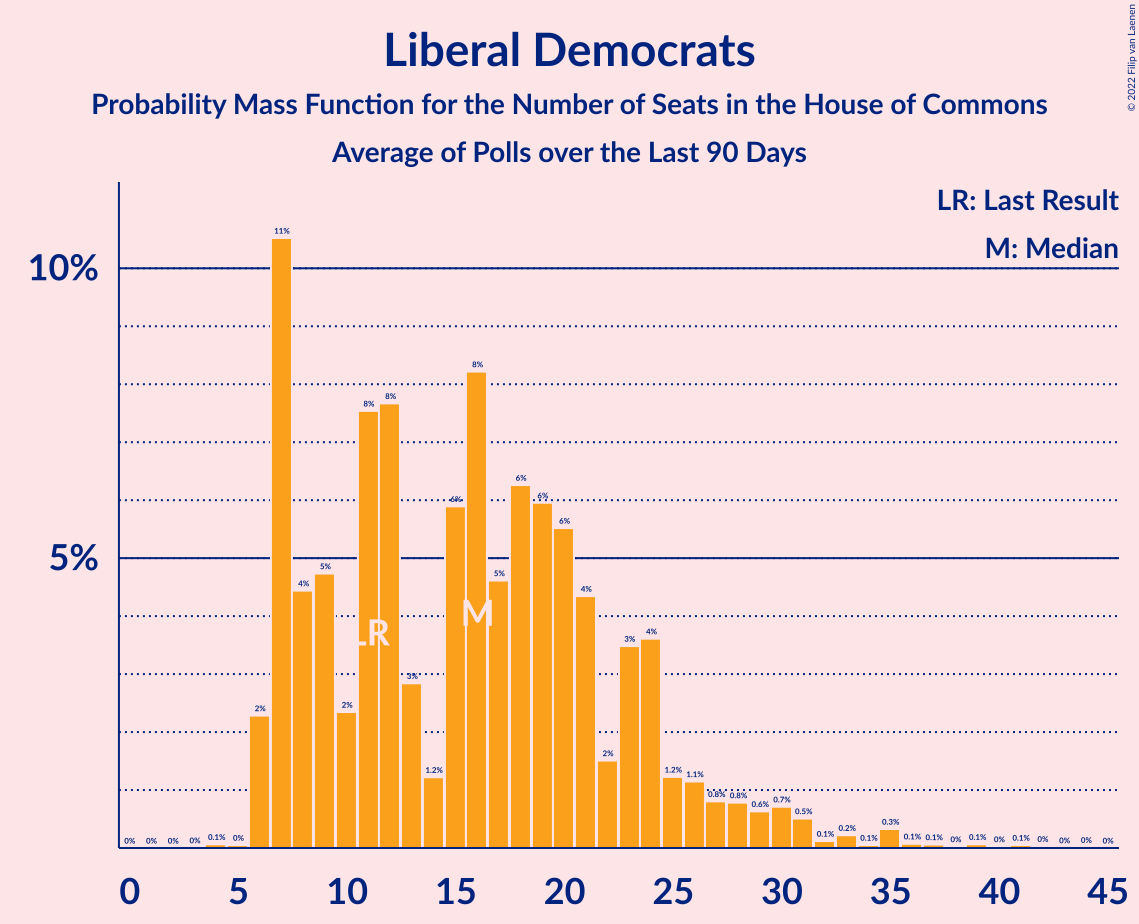 Liberal Democrats
Probability Mass Function for the Number of Seats in the House of Commons
Average of Polls over the Last 90 Days
© 2022 Filip van Laenen
LR: Last Result
M: Median
10%
5%
0% 0% 0% 0% 0.1% 0% 2% 11% 4% 5% 2% 8% 8% 3% 1.2% 6% 8% 5% 6% 6% 6% 4% 2% 3% 4% 1.2% 1.1% 0.8% 0.8% 0.6% 0.7% 0.5% 0.1% 0.2% 0.1% 0.3% 0.1% 0.1% 0% 0.1% 0% 0.1% 0% 0% 0% 0%
LR
M
0 5 10 15 20 25 30 35 40 45